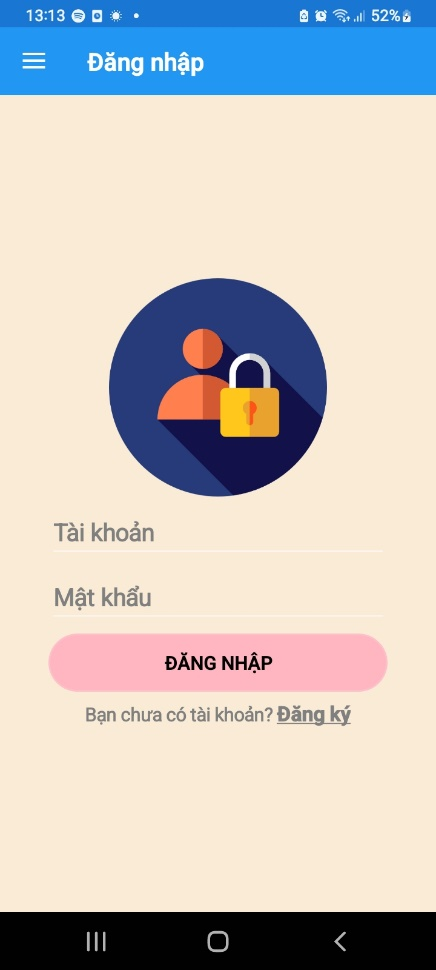 13:13 52%
Đăng nhập
Tài khoản
Mật khẩu
ĐĂNG NHẬP
Bạn chưa có tài khoản? Đăng ký